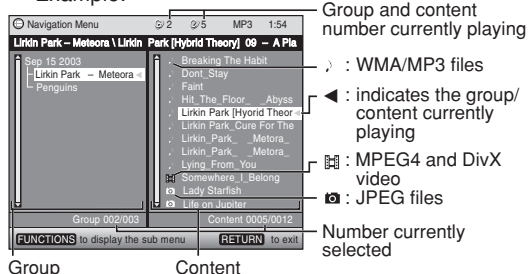 Example:
Navigation Menu 2 5 MP3 1:54
Lirkin Park – Meteora \ Lirkin Park [Hybrid Theory] 09 – A Pla
Sep 15 2003
Lirkin Park – Meteora
Penguins
Breaking The Habit
Dont_Stay
Faint
Hit_The_Floor_ _Abyss
Lirkin Park [Hyorid Theor
Lirkin Park_Cure For The
Lirkin_Park_ _Metora_
Lirkin_Park_ _Metora_
Lying_From_You
Somewhere_I_Belong
Lady Starfish
Life on Jupiter
Group 002/003
Content 0005/0012
FUNCTIONS to display the sub menu
RETURN to exit
Group
Content
Group and content
number currently playing
: WMA/MP3 files
◀ : indicates the group/
content currently
playing
: MPEG4 and DivX
video
: JPEG files
Number currently
selected